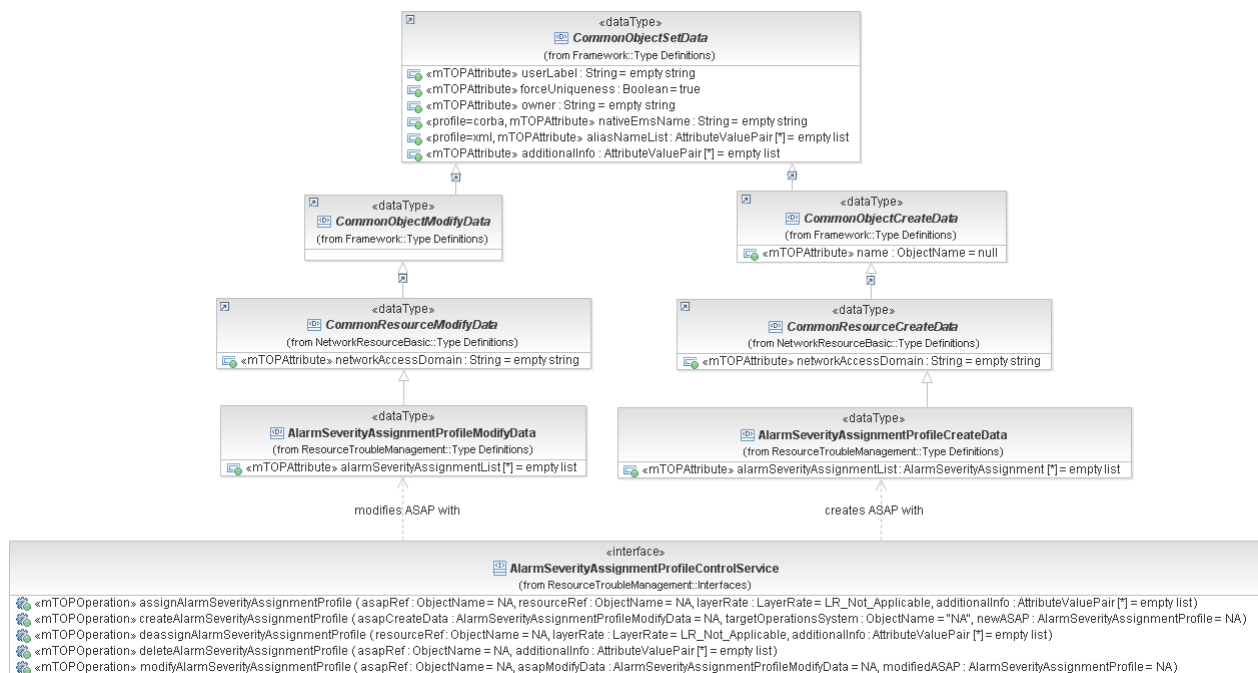 «dataType»
CommonObjectSetData
(from Framework::Type Definitions)
«mTOPAttribute» userLabel : String = empty string
«mTOPAttribute» forceUniqueness : Boolean = true
«mTOPAttribute» owner : String = empty string
«profile=corba, mTOPAttribute» nativeEmsName : String = empty string
«profile=xml, mTOPAttribute» aliasNameList : AttributeValuePair [*] = empty list
«mTOPAttribute» additionalInfo : AttributeValuePair [*] = empty list
«dataType»
CommonObjectModifyData
(from Framework::Type Definitions)
«dataType»
CommonObjectCreateData
(from Framework::Type Definitions)
«mTOPAttribute» name : ObjectName = null
«dataType»
CommonResourceModifyData
(from NetworkResourceBasic::Type Definitions)
«mTOPAttribute» networkAccessDomain : String = empty string
«dataType»
CommonResourceCreateData
(from NetworkResourceBasic::Type Definitions)
«mTOPAttribute» networkAccessDomain : String = empty string
«dataType»
AlarmSeverityAssignmentProfileModifyData
(from ResourceTroubleManagement::Type Definitions)
«mTOPAttribute» alarmSeverityAssignmentList [*] = empty list
«dataType»
AlarmSeverityAssignmentProfileCreateData
(from ResourceTroubleManagement::Type Definitions)
«mTOPAttribute» alarmSeverityAssignmentList : AlarmSeverityAssignment [*] = empty list
modifies ASAP with
creates ASAP with
«interface»
AlarmSeverityAssignmentProfileControlService
(from ResourceTroubleManagement::Interfaces)
«mTOPOperation» assignAlarmSeverityAssignmentProfile ( asapRef : ObjectName = NA, resourceRef : ObjectName = NA, layerRate : LayerRate = LR_Not_Applicable, additionalInfo : AttributeValuePair [*] = empty list )
«mTOPOperation» createAlarmSeverityAssignmentProfile ( asapCreateData : AlarmSeverityAssignmentProfileModifyData = NA, targetOperationsSystem : ObjectName = "NA", newASAP : AlarmSeverityAssignmentProfile = NA )
«mTOPOperation» deassignAlarmSeverityAssignmentProfile ( resourceRef : ObjectName = NA, layerRate : LayerRate = LR_Not_Applicable, additionalInfo : AttributeValuePair [*] = empty list )
«mTOPOperation» deleteAlarmSeverityAssignmentProfile ( asapRef : ObjectName = NA, additionalInfo : AttributeValuePair [*] = empty list )
«mTOPOperation» modifyAlarmSeverityAssignmentProfile ( asapRef : ObjectName = NA, asapModifyData : AlarmSeverityAssignmentProfileModifyData = NA, modifiedASAP : AlarmSeverityAssignmentProfile = NA )